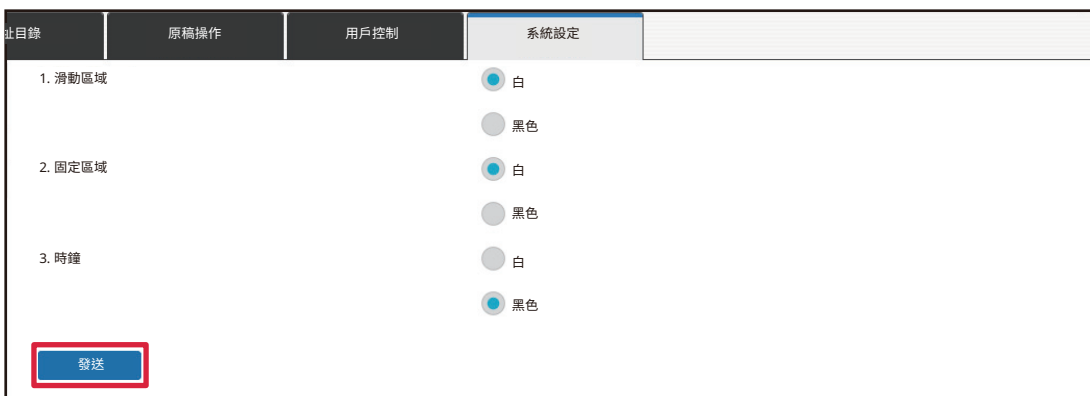 址目錄 原稿操作 用戶控制 系統設定
1. 滑動區域 白
黑色
2. 固定區域 白
黑色
3. 時鐘 白
黑色
發送